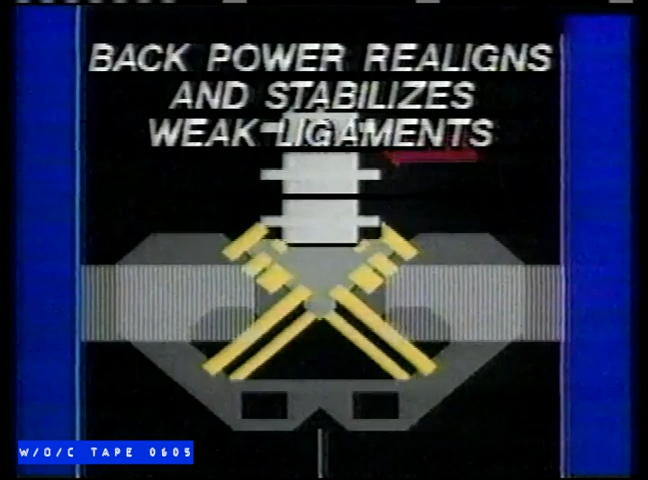 BACK POWER REALIGNS
AND STABILIZES
WEAK LIGAMENTS
W/O/C TAPE 0605